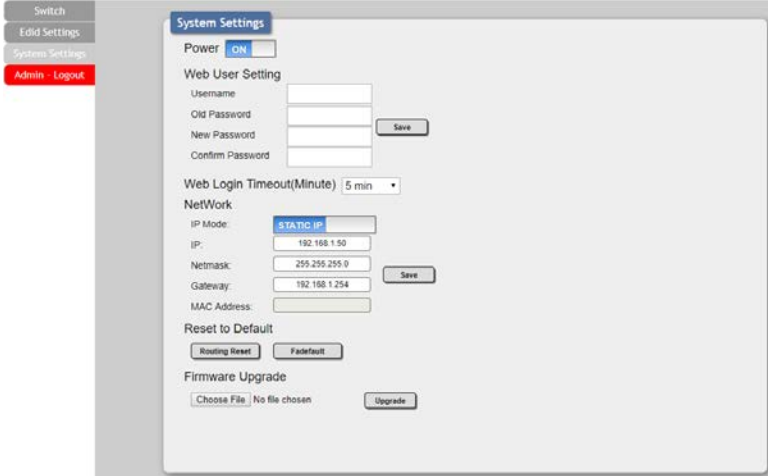 Switch
Edid Settings
System Settings
Admin - Logout
System Settings
Power ON
Web User Setting
Username
Old Password
Save
New Password
Confirm Password
Web Login Timeout(Minute) 5 min
NetWork
IP Mode: STATIC IP
IP: 192.168.1.50
Netmask: 255.255.255.0
Save
Gateway: 192.168.1.254
MAC Address:
Reset to Default
Routing Reset Fadefault
Firmware Upgrade
Choose File No file chosen Upgrade